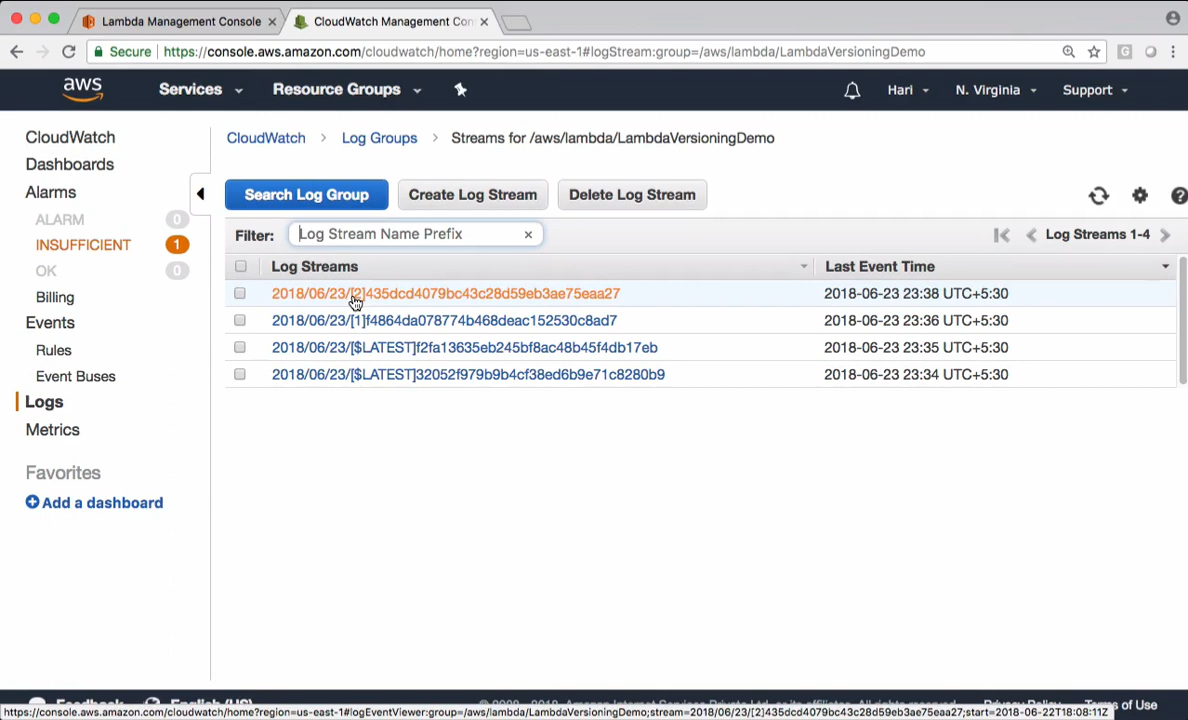 Lambda Management Console
CloudWatch Management Con
Secure https://console.aws.amazon.com/cloudwatch/home?region=us-east-1#logStream:group=/aws/lambda/LambdaVersioningDemo
aws Services Resource Groups Hari N. Virginia Support
CloudWatch
Dashboards
Alarms
ALARM 0
INSUFFICIENT 1
OK 0
Billing
Events
Rules
Event Buses
Logs
Metrics
Favorites
Add a dashboard
CloudWatch > Log Groups > Streams for /aws/lambda/LambdaVersioningDemo
Search Log Group Create Log Stream Delete Log Stream
Filter: Log Stream Name Prefix × Log Streams 1-4
Log Streams Last Event Time
2018/06/23/[2]435dcd4079bc43c28d59eb3ae75eaa27 2018-06-23 23:38 UTC+5:30
2018/06/23/[1]f4864da078774b468deac152530c8ad7 2018-06-23 23:36 UTC+5:30
2018/06/23/[$LATEST]f2fa13635eb245bf8ac48b45f4db17eb 2018-06-23 23:35 UTC+5:30
2018/06/23/[$LATEST]32052f979b9b4cf38ed6b9e71c8280b9 2018-06-23 23:34 UTC+5:30
Feedback English (US) Privacy Policy Terms of Use
https://console.aws.amazon.com/cloudwatch/home?region=us-east-1#logEventViewer:group=/aws/lambda/LambdaVersioningDemo;stream=2018/06/23/[2]435dcd4079bc43c28d59eb3ae75eaa27;start=2018-06-22T18:08:11Z